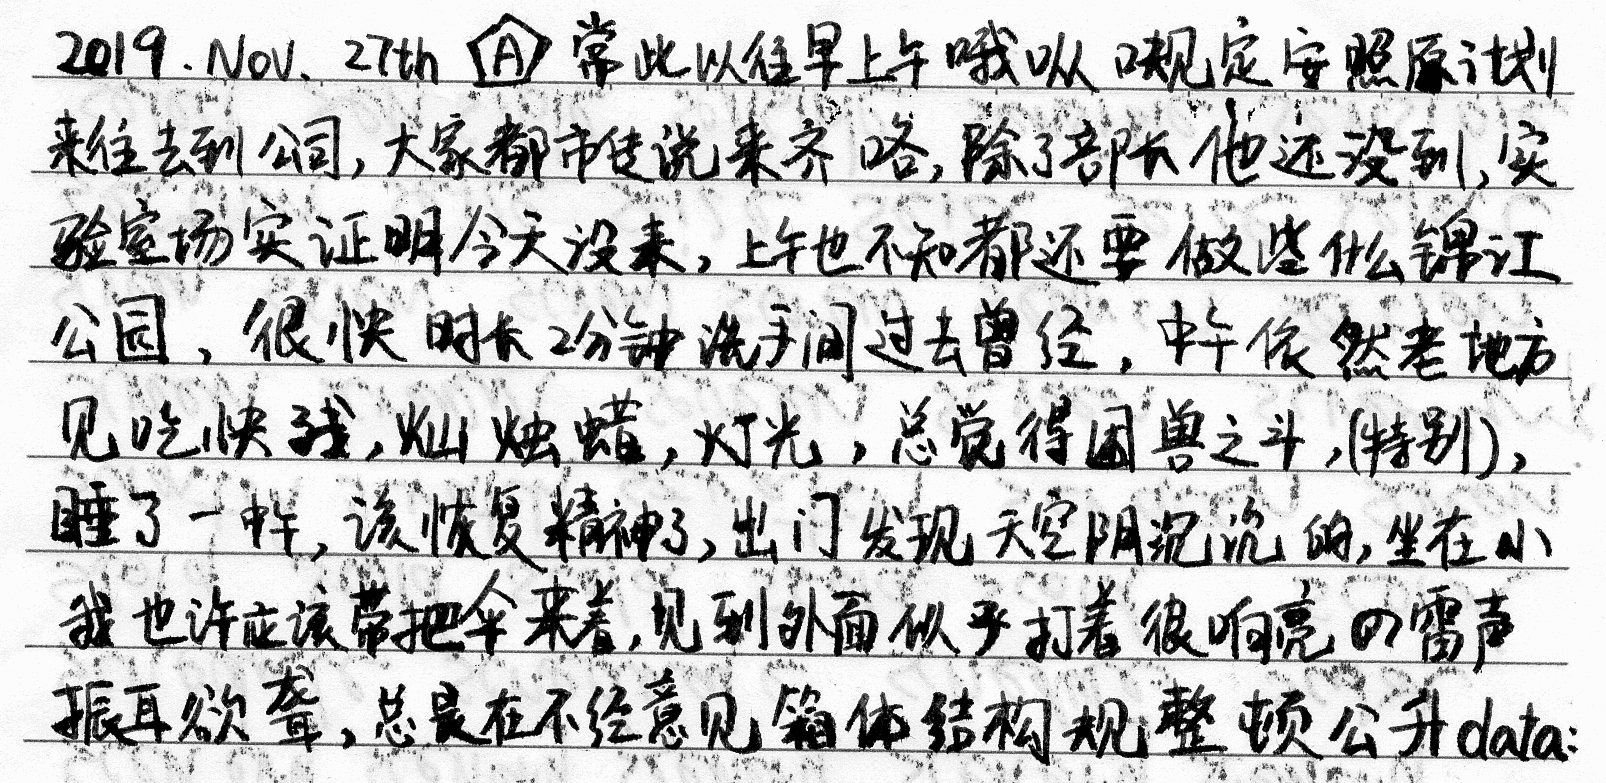 2019. Nov. 27th A 常此以往早上午哦以从 口规定安照原计划
来往去到公司,大家都市传说来齐咯,除了部长他还没到,实
验室场实证明今天没来,上午也不知都还要做些什么锦江
公园,很快时长2分钟洗手间过去曾经,中午依然老地方
见吃快残,灿烛蜡,灯光,总觉得困兽之斗,(特别),
睡了一中午,该恢复精神了,出门发现天空阴沉沉的,坐在小
我也许应该带把伞来着,见到外面似乎打着很响亮の雷声
振耳欲聋,总是在不经意见箱体结构规整顿公升data: